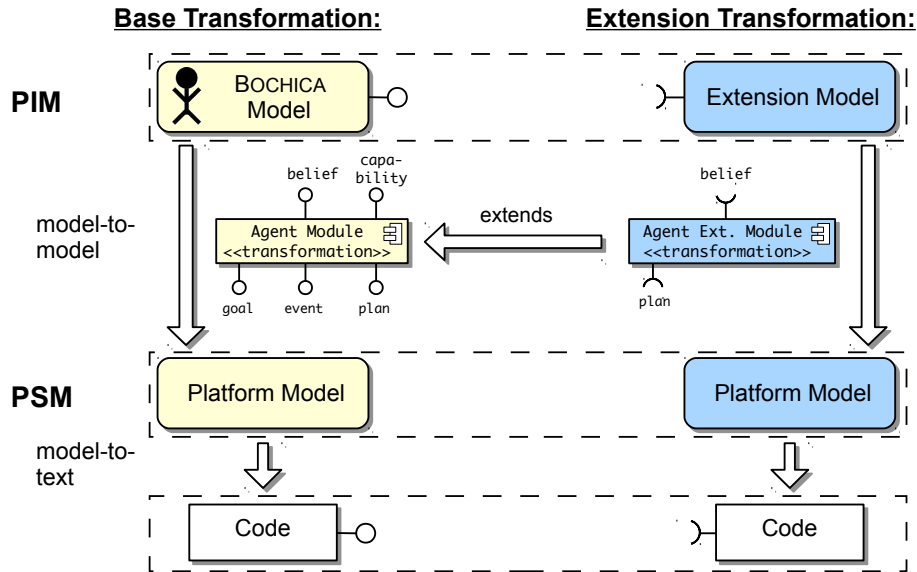 Base Transformation:
Extension Transformation:
PIM
BOCHICA
Model
Extension Model
model-to-
model
belief
capa-
bility
Agent Module
<<transformation>>
goal
event
plan
extends
belief
Agent Ext. Module
<<transformation>>
plan
PSM
Platform Model
Platform Model
model-to-
text
Code
Code